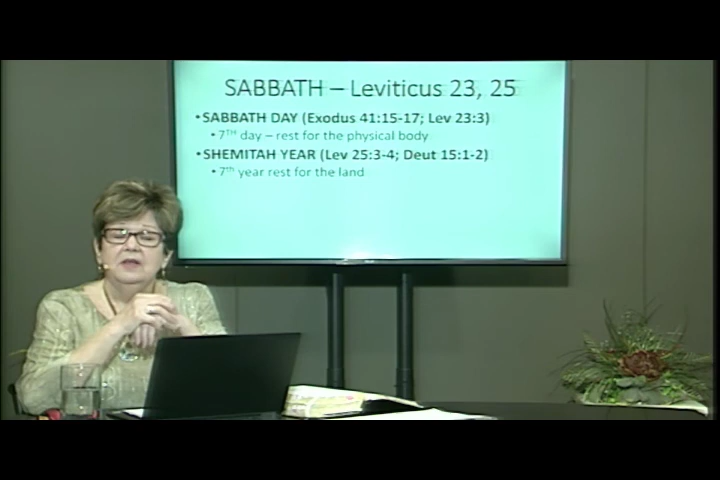 SABBATH – Leviticus 23, 25
•SABBATH DAY (Exodus 41:15-17; Lev 23:3)
• 7TH day – rest for the physical body
•SHEMITAH YEAR (Lev 25:3-4; Deut 15:1-2)
• 7th year rest for the land